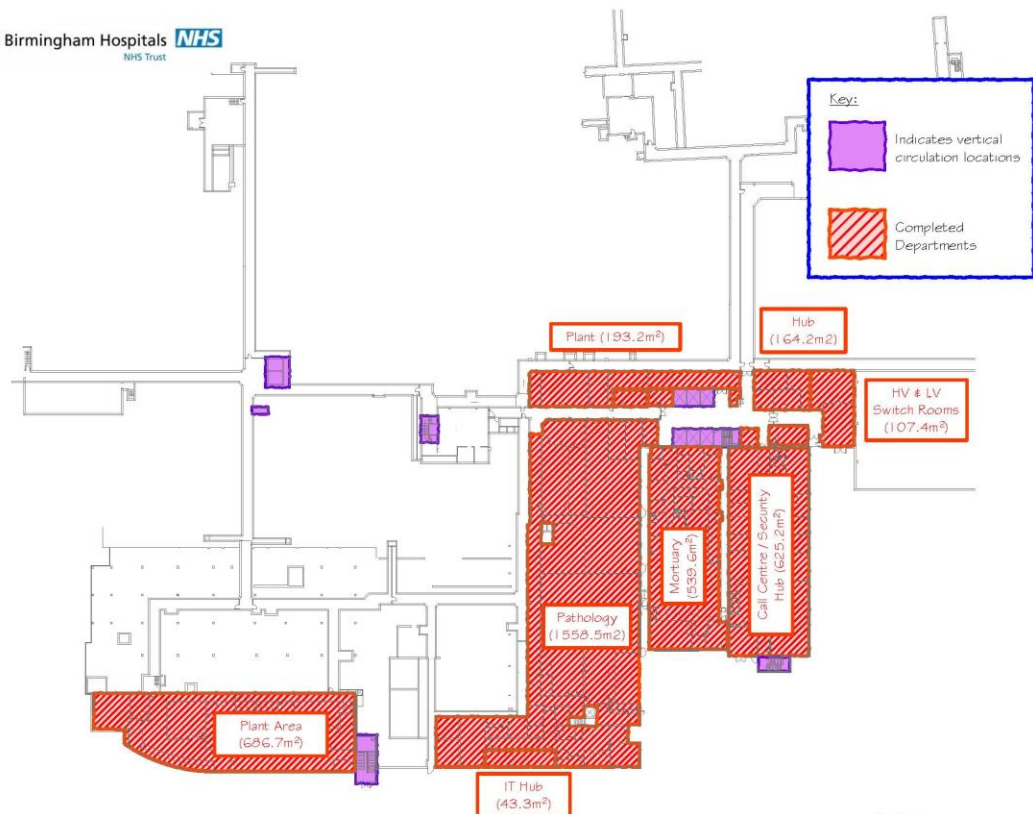 Birmingham Hospitals NHS
NHS Trust
Key:
Indicates vertical
circulation locations
Completed
Departments
Plant (193.2m²)
Hub
(164.2m2)
HV & LV
Switch Rooms
(107.4m²)
Mortuary
(539.6m²)
Call Centre / Security
Hub (625.2m²)
Pathology
(1558.5m2)
Plant Area
(686.7m²)
IT Hub
(43.3m²)